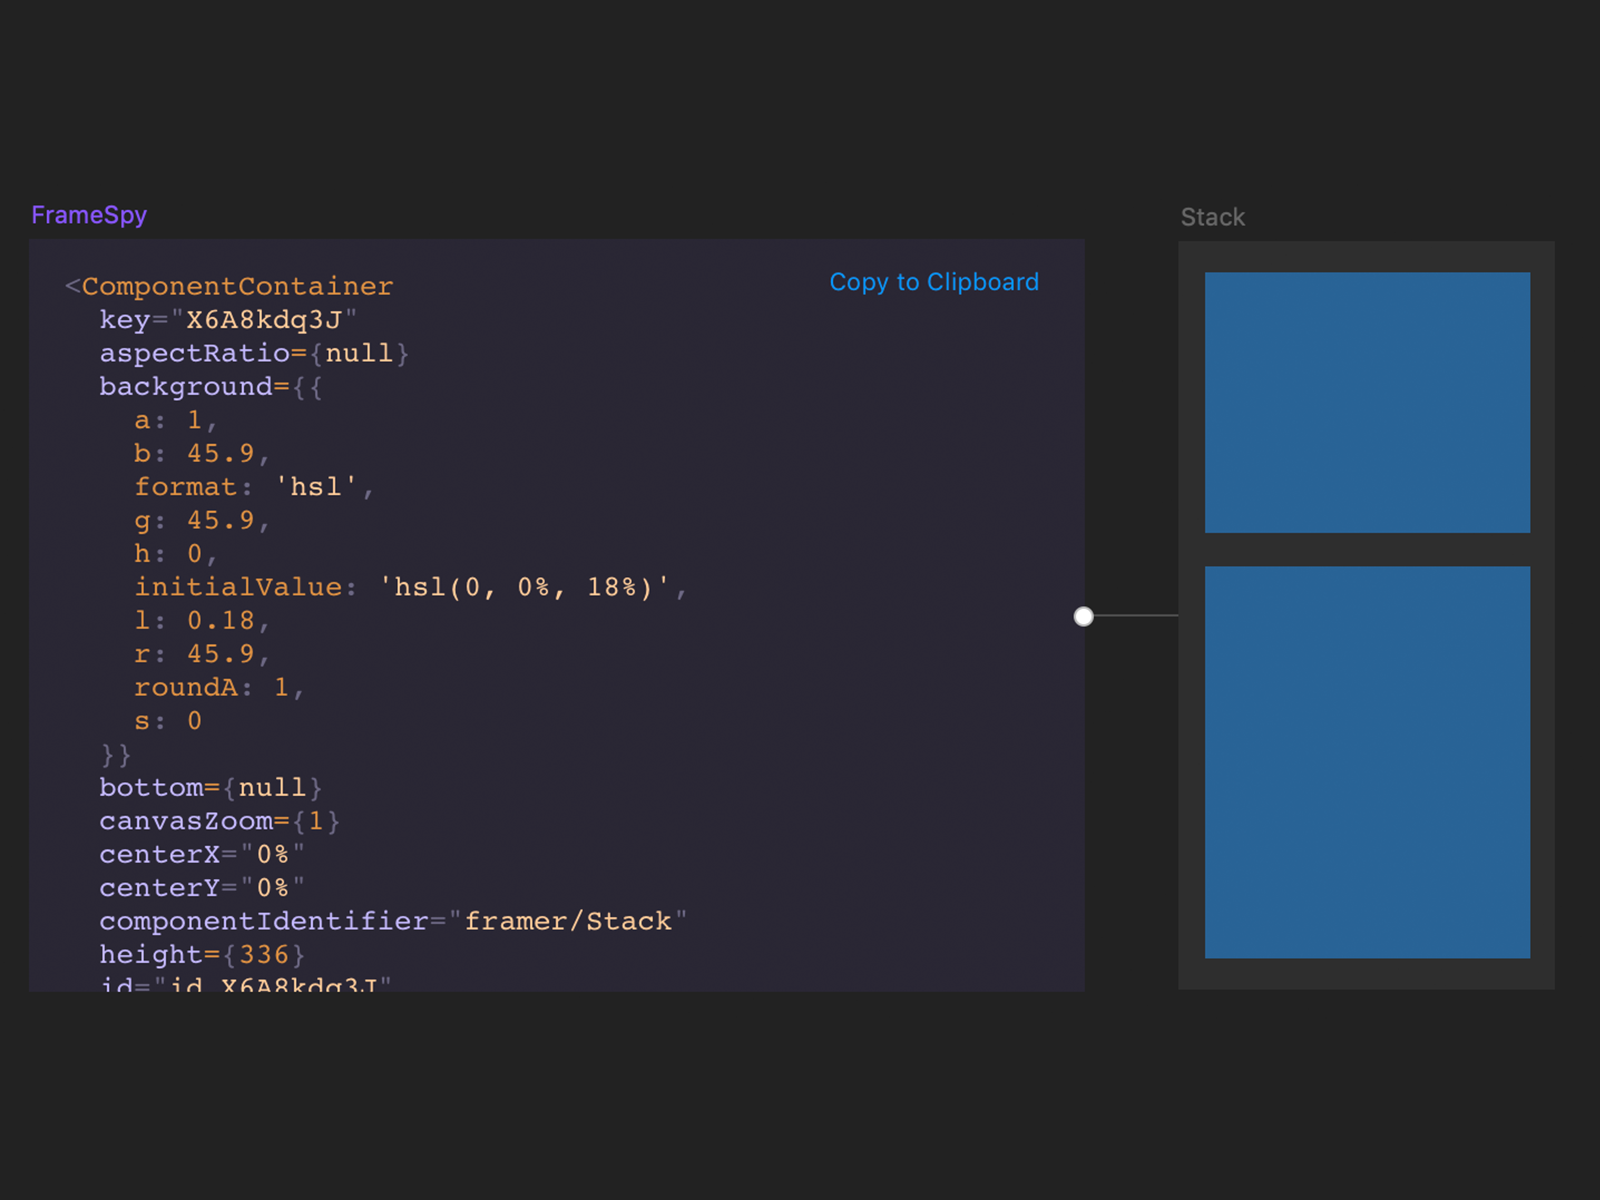 FrameSpy
Stack
Copy to Clipboard
<ComponentContainer
key="X6A8kdq3J"
aspectRatio={null}
background={{
a: 1,
b: 45.9,
format: 'hsl',
g: 45.9,
h: 0,
initialValue: 'hsl(0, 0%, 18%)',
l: 0.18,
r: 45.9,
roundA: 1,
s: 0
}}
bottom={null}
canvasZoom={1}
centerX="0%"
centerY="0%"
componentIdentifier="framer/Stack"
height={336}
id="id_X6A8kdq3J"